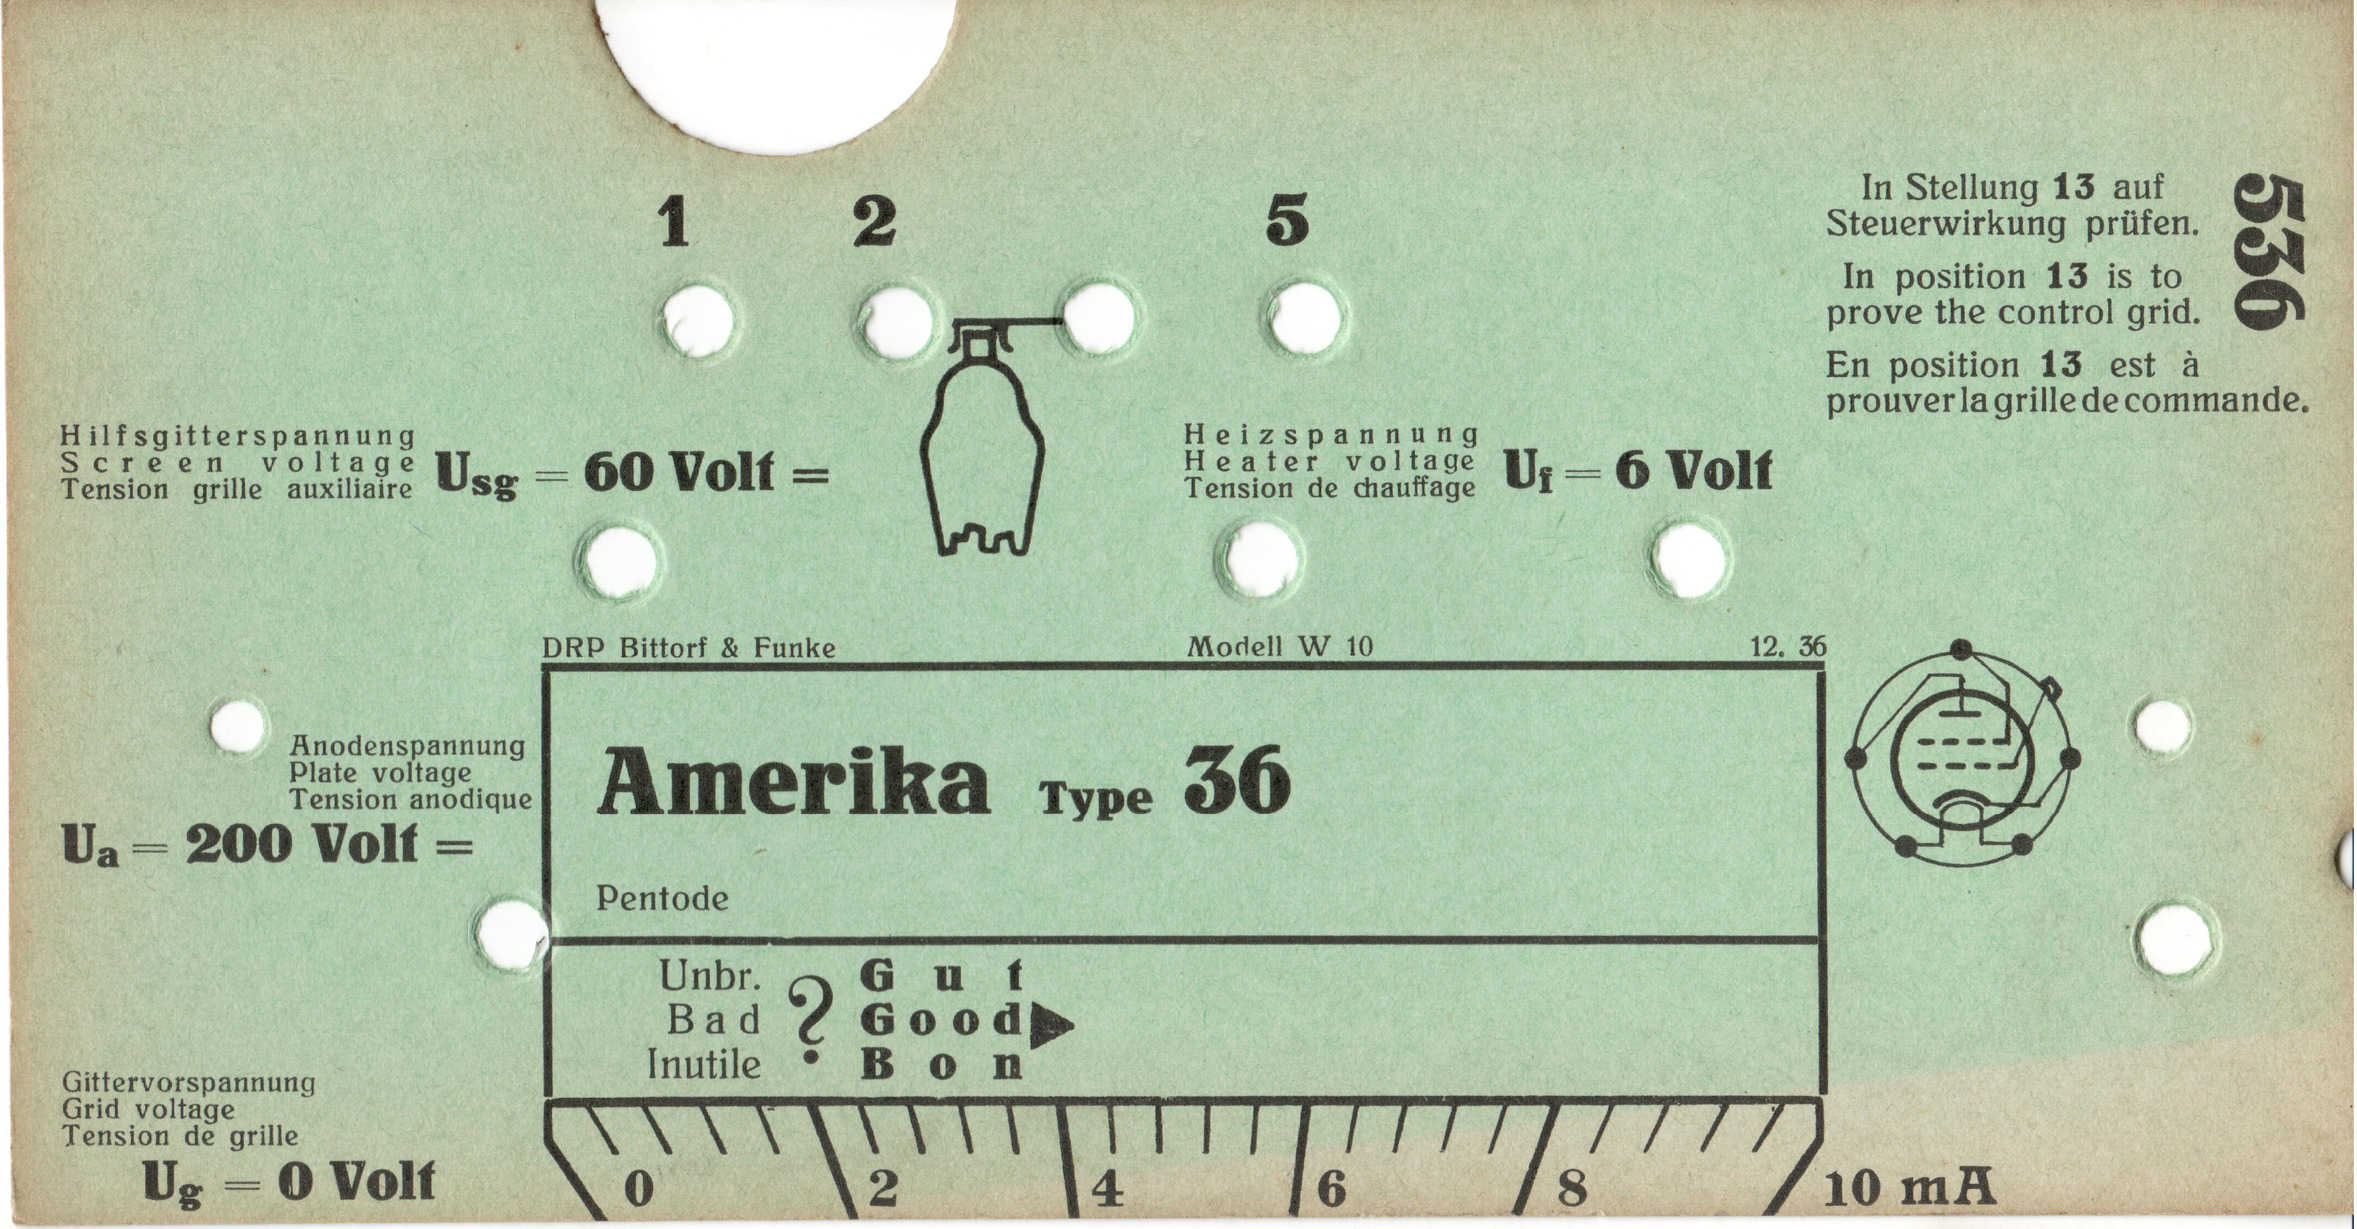 1 2 5
In Stellung 13 auf
Steuerwirkung prüfen.
In position 13 is to
prove the control grid.
En position 13 est à
prouver la grille de commande.
536
Hilfsgitterspannung
Screen voltage
Tension grille auxiliaire
Usg = 60 Volt =
Heizspannung
Heater voltage
Tension de chauffage
Uf = 6 Volt
DRP Bittorf & Funke Modell W 10 12. 36
Anodenspannung
Plate voltage
Tension anodique
Ua = 200 Volt =
Amerika Type 36
Pentode
Unbr. ? Gut
Bad Good
Inutile Bon
Gittervorspannung
Grid voltage
Tension de grille
Ug = 0 Volt
0 2 4 6 8 10 mA